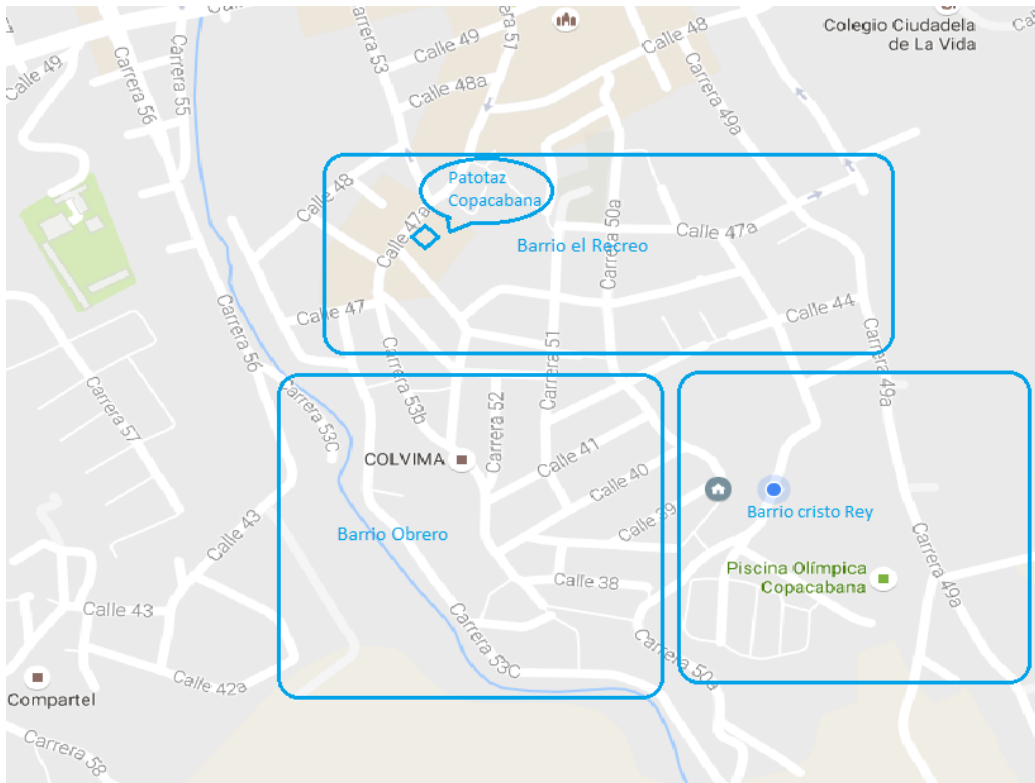 Colegio Ciudadela
de La Vida
Calle 49
Carrera 56
Carrera 55
Carrera 53
Calle 49
Carrera 51
Calle 48
Calle 48a
Carrera 49a
Calle 48
Patotaz
Copacabana
Calle 47a
Barrio el Recreo
Carrera 50a
Calle 47a
Calle 47
Calle 44
Carrera 56
Carrera 51
Carrera 49a
Carrera 53b
Carrera 52
Carrera 53C
Carrera 57
COLVIMA
Calle 41
Calle 40
Calle 39
Barrio cristo Rey
Calle 43
Barrio Obrero
Piscina Olímpica
Copacabana
Calle 38
Carrera 49a
Calle 43
Carrera 53C
Carrera 50a
Calle 42a
Compartel
Carrera 58